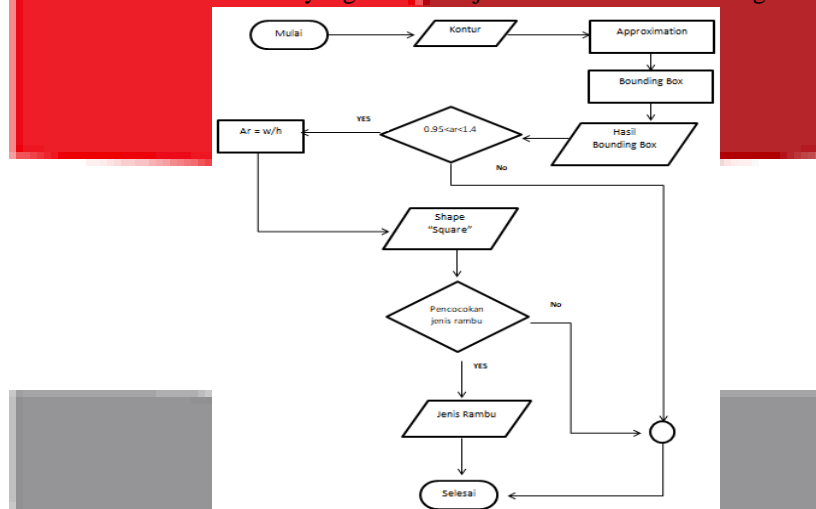 Mulai
Kontur
Approximation
Bounding Box
Hasil
Bounding Box
0.95<ar<1.4
YES
Ar = w/h
No
Shape
"Square"
Pencocokan
jenis rambu
No
YES
Jenis Rambu
Selesai